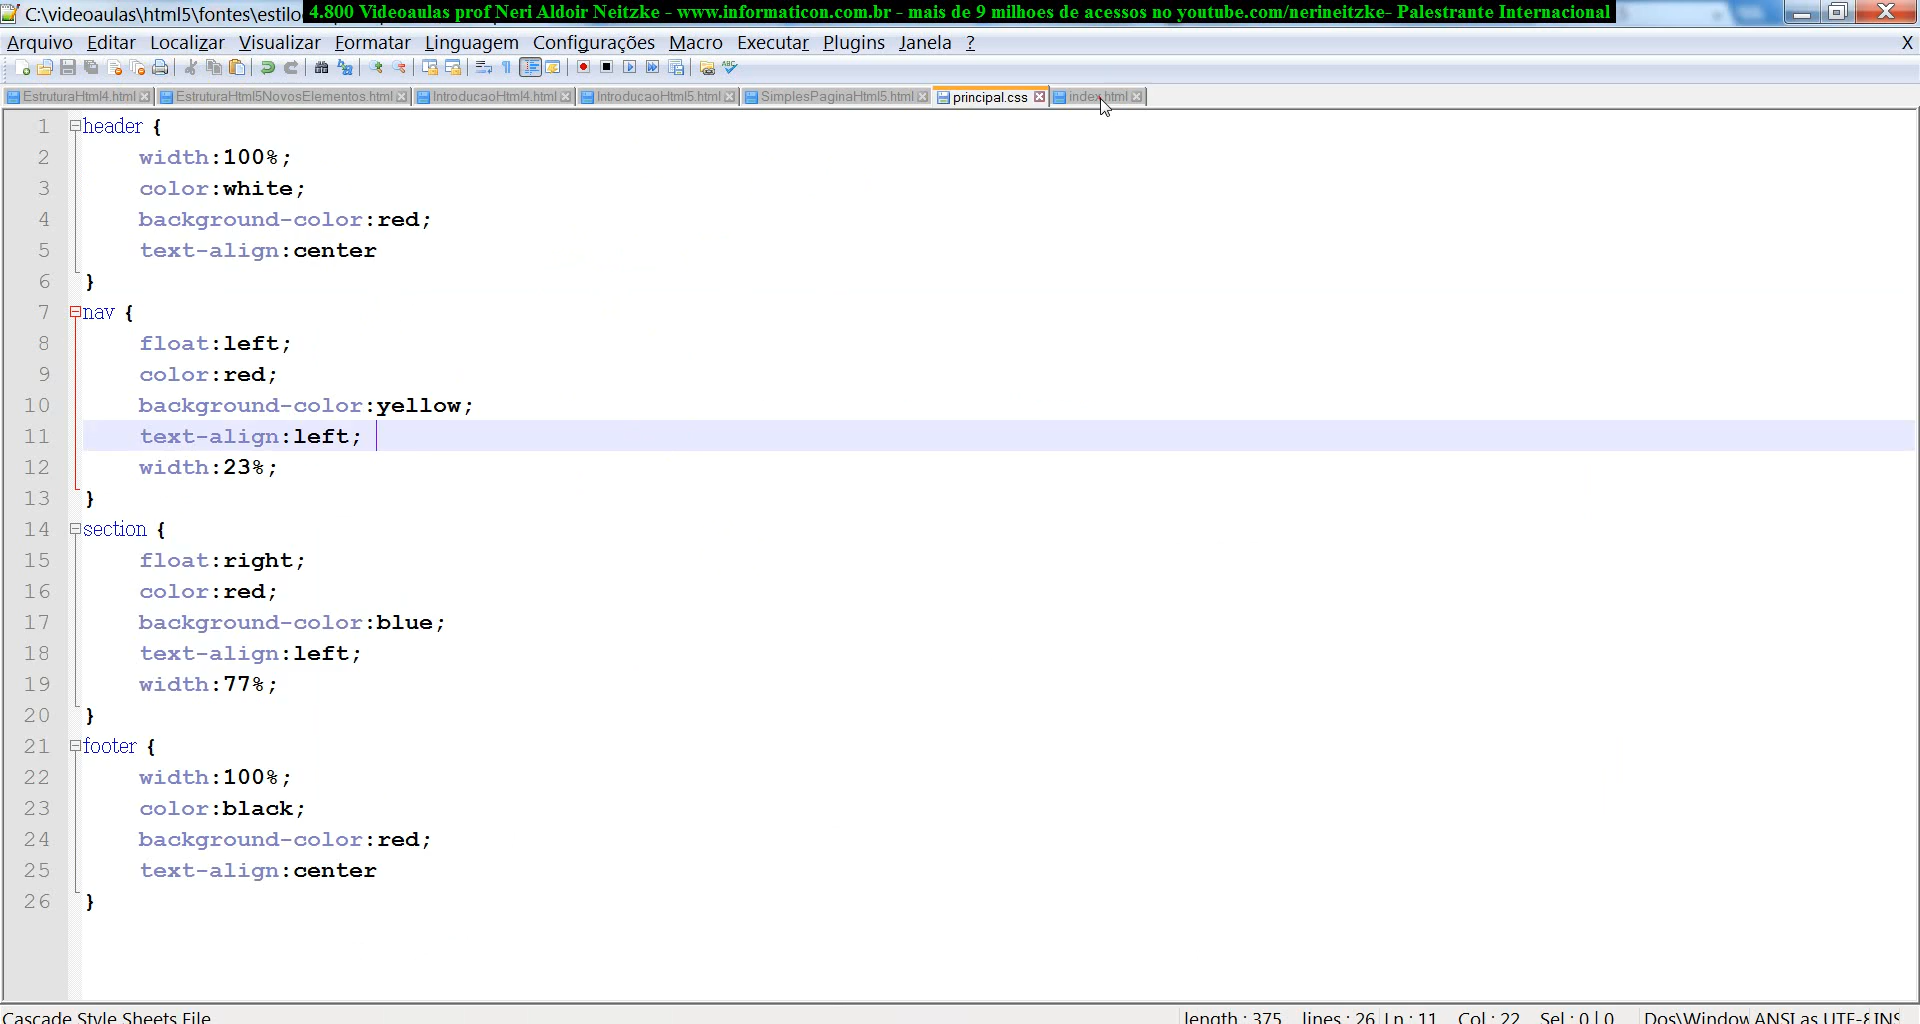 C:\videoaulas\html5\fontes\estilo
4.800 Videoaulas prof Neri Aldoir Neitzke - www.informaticon.com.br - mais de 9 milhoes de acessos no youtube.com/nerineitzke- Palestrante Internacional
Arquivo Editar Localizar Visualizar Formatar Linguagem Configurações Macro Executar Plugins Janela ? X
EstruturaHtml4.html EstruturaHtml5NovosElementos.html IntroducaoHtml4.html IntroducaoHtml5.html SimplesPaginaHtml5.html principal.css index.html
1 header {
2 width:100%;
3 color:white;
4 background-color:red;
5 text-align:center
6 }
7 nav {
8 float:left;
9 color:red;
10 background-color:yellow;
11 text-align:left;
12 width:23%;
13 }
14 section {
15 float:right;
16 color:red;
17 background-color:blue;
18 text-align:left;
19 width:77%;
20 }
21 footer {
22 width:100%;
23 color:black;
24 background-color:red;
25 text-align:center
26 }
Cascade Style Sheets File length : 375 lines : 26 Ln : 11 Col : 22 Sel : 0 | 0 Dos\Window ANSI as UTF-8 INS